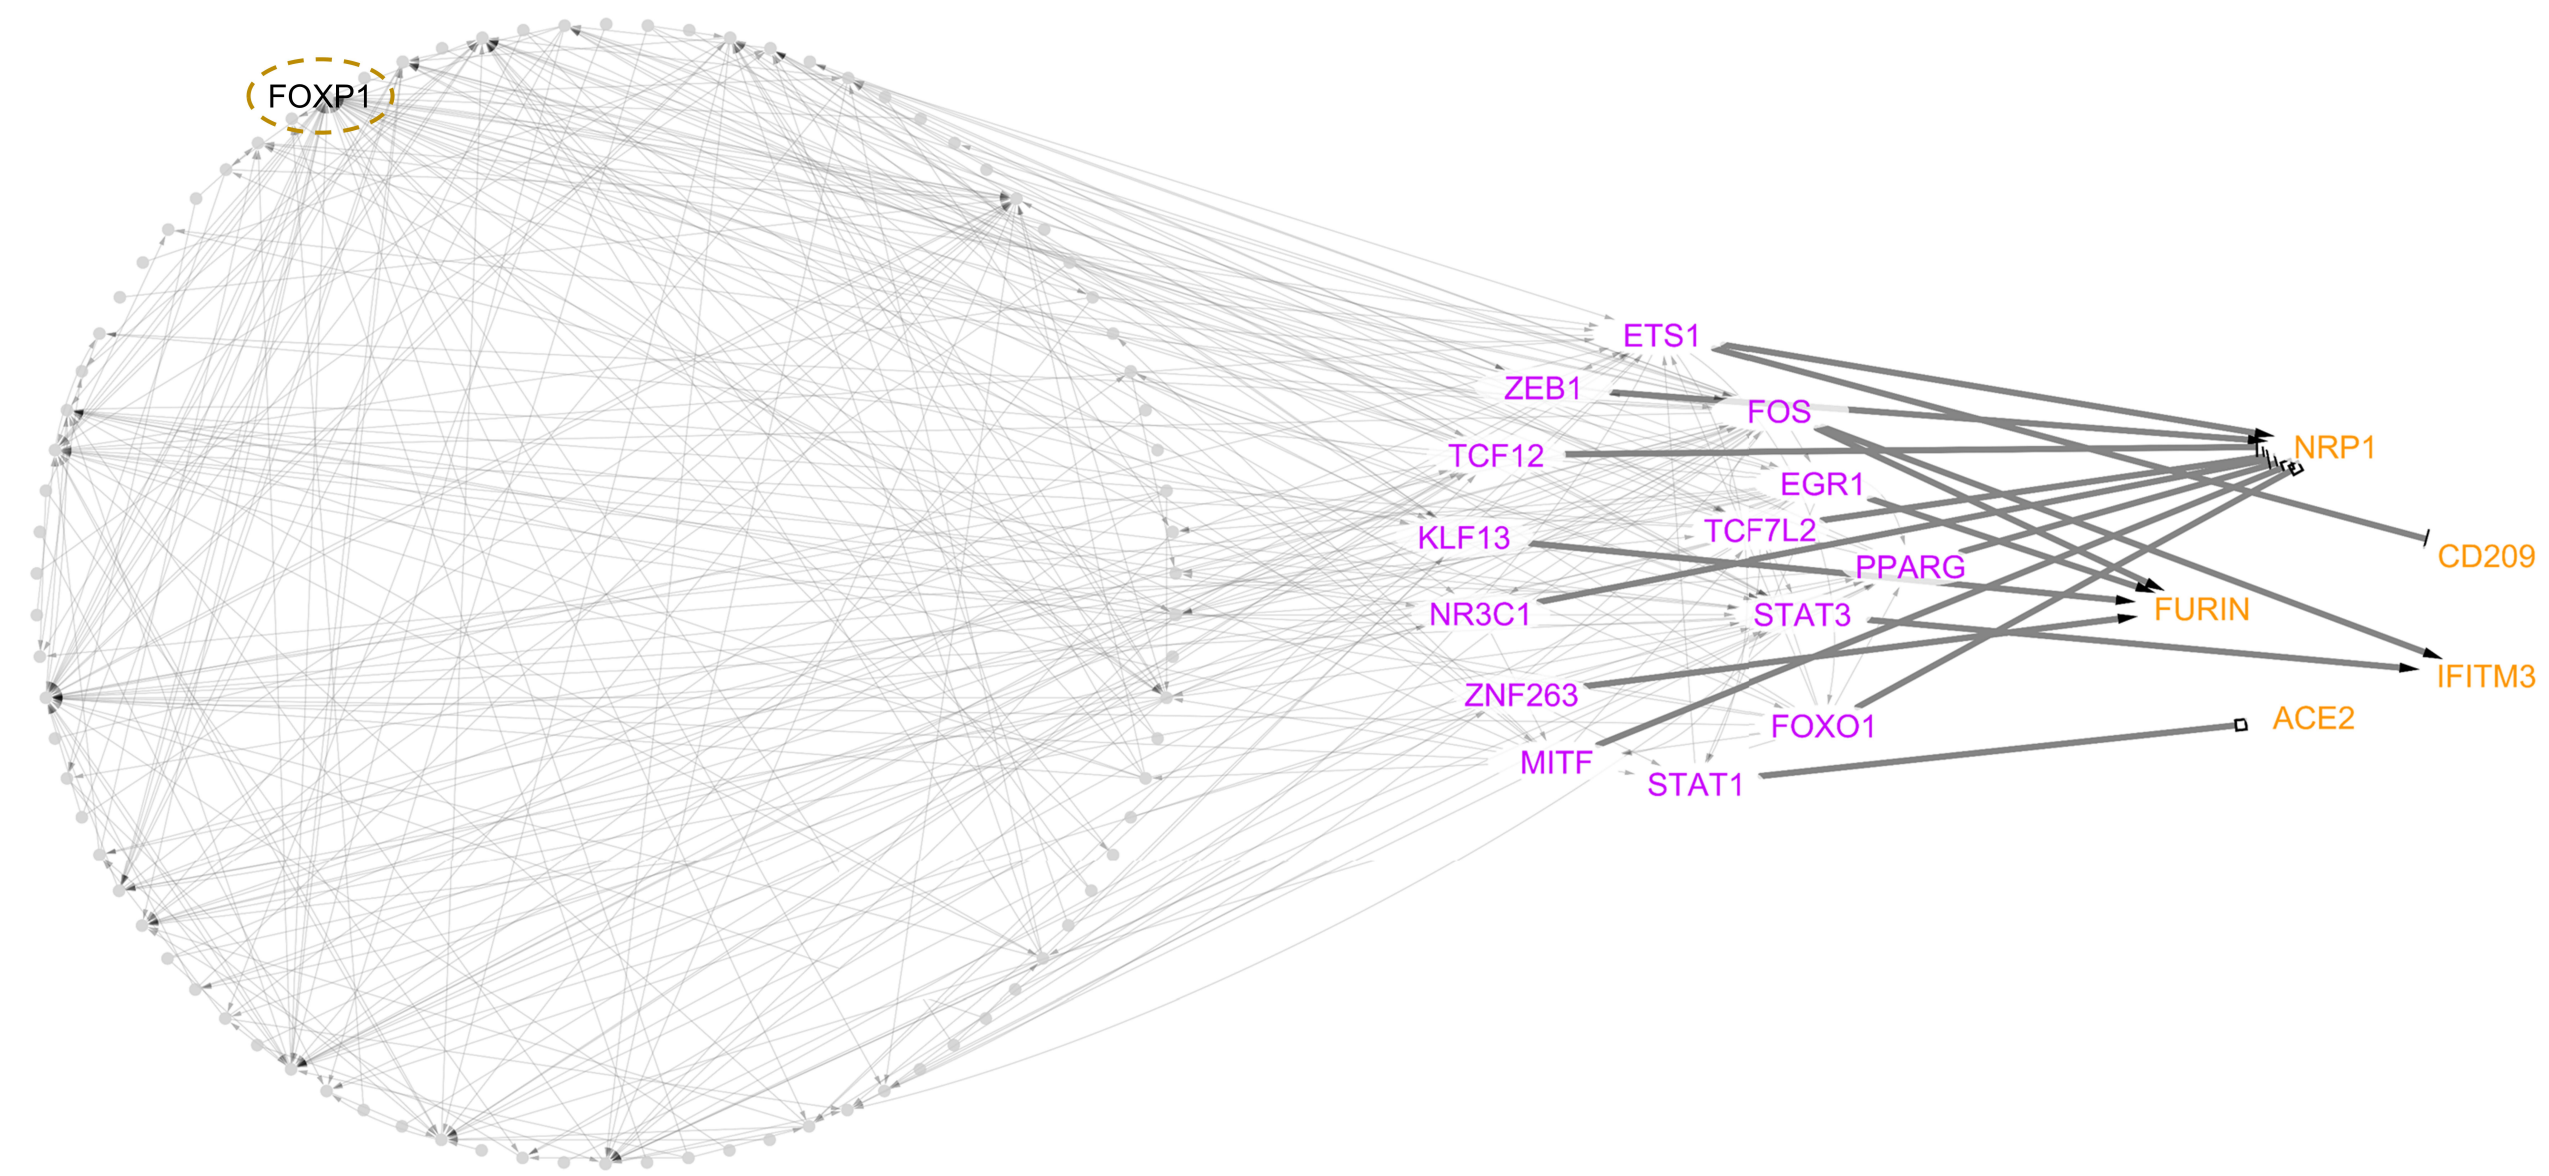 FOXP1
ETS1
ZEB1
FOS
NRP1
TCF12
EGR1
TCF7L2
KLF13
CD209
PPARG
FURIN
NR3C1
STAT3
IFITM3
ZNF263
ACE2
FOXO1
MITF
STAT1